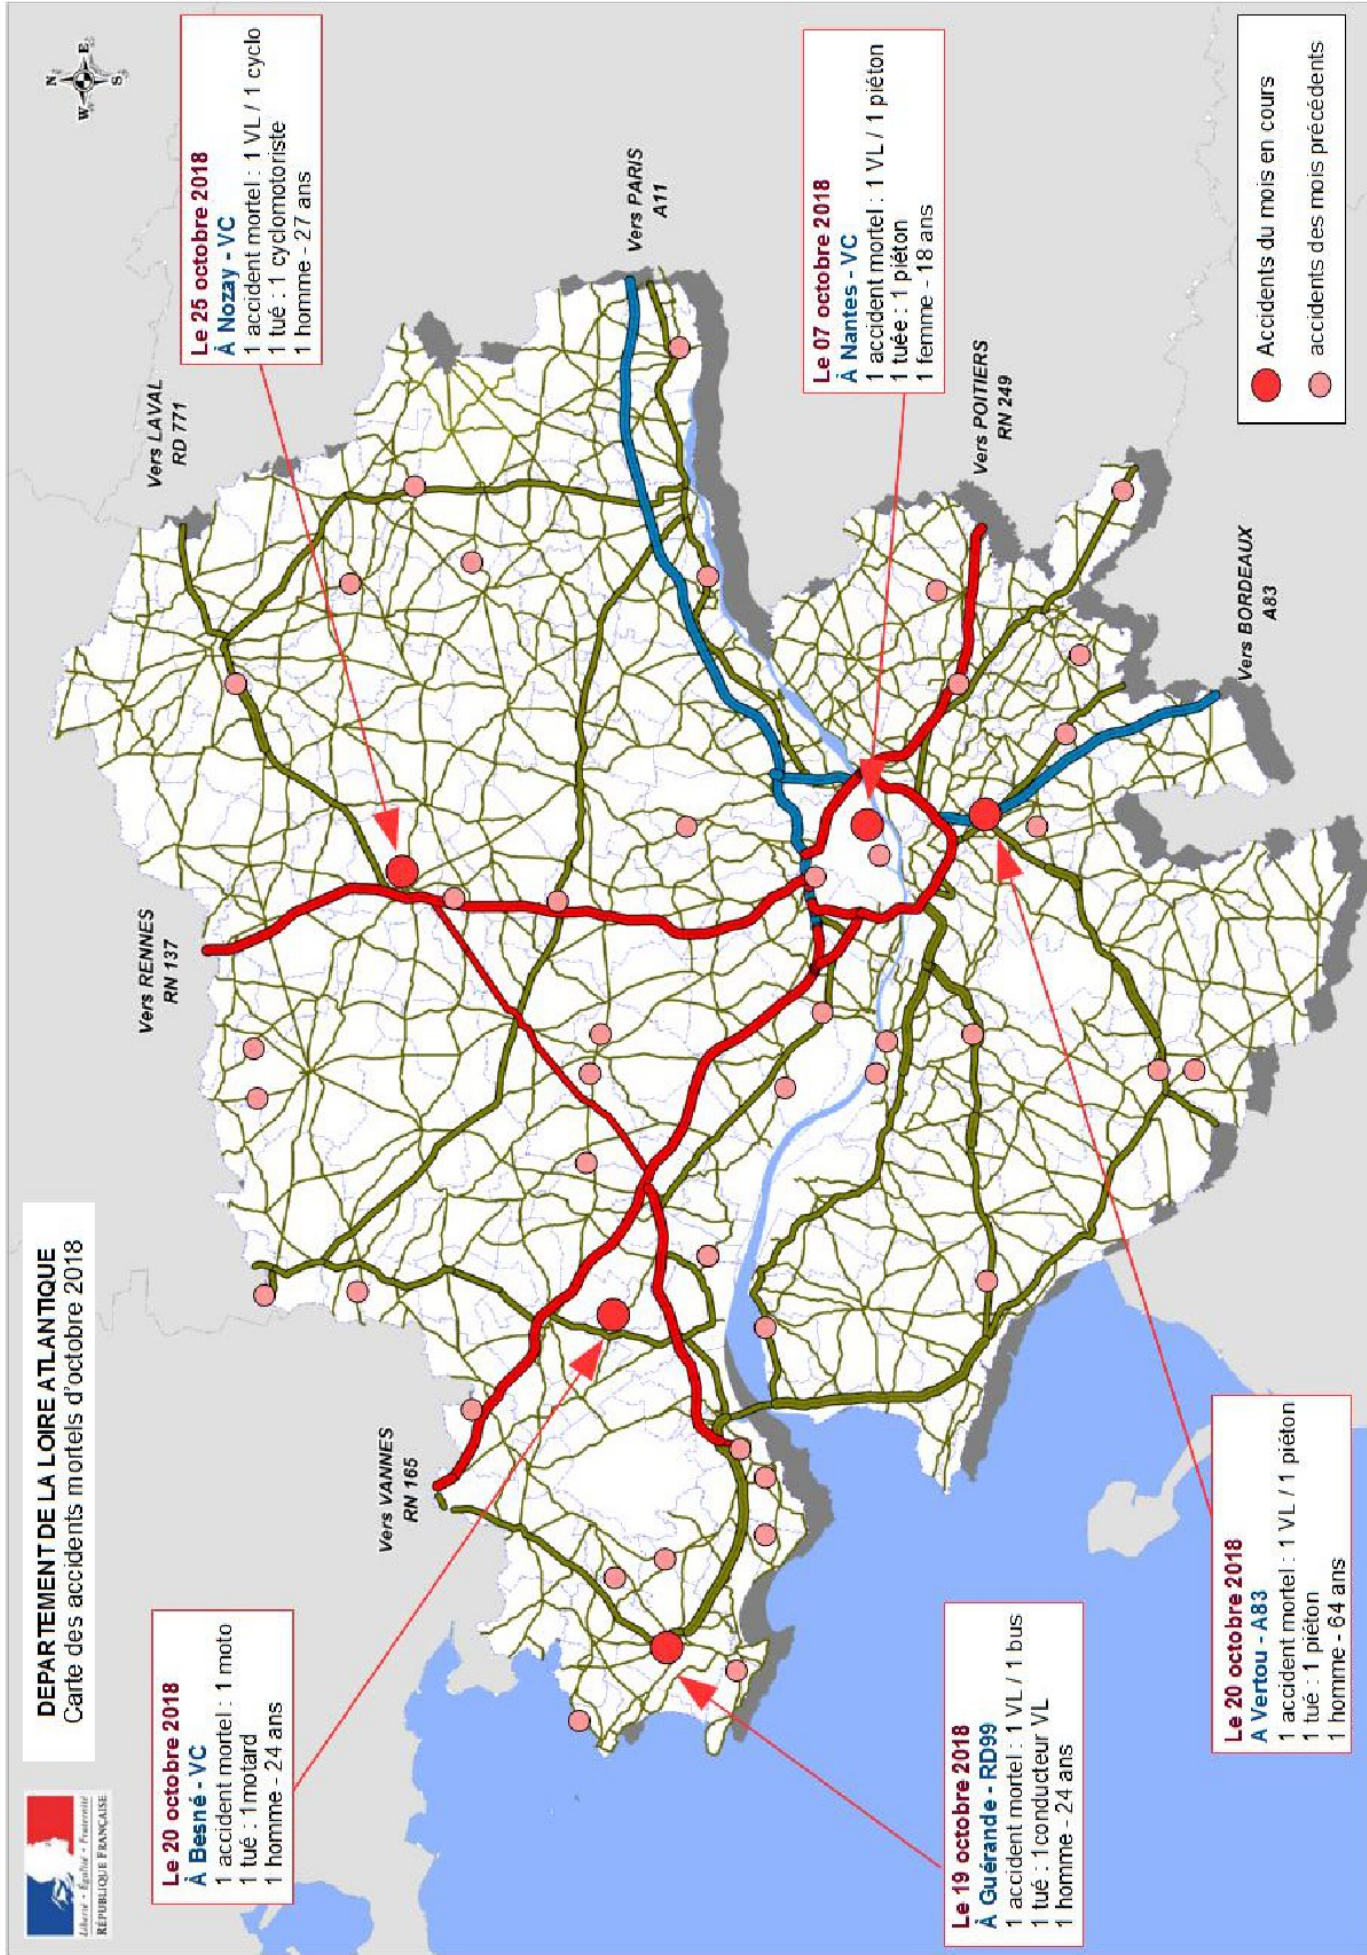 Liberté • Égalité • Fraternité
RÉPUBLIQUE FRANÇAISE
DEPARTEMENT DE LA LOIRE ATLANTIQUE
Carte des accidents mortels d'octobre 2018
N
W
E
S
Le 20 octobre 2018
À Besné - VC
1 accident mortel : 1 moto
1 tué : 1motard
1 homme - 24 ans
Vers VANNES
RN 165
Vers RENNES
RN 137
Vers LAVAL
RD 771
Le 25 octobre 2018
À Nozay - VC
1 accident mortel : 1 VL / 1 cyclo
1 tué : 1 cyclomotoriste
1 homme - 27 ans
Vers PARIS
A11
Le 07 octobre 2018
À Nantes - VC
1 accident mortel : 1 VL / 1 piéton
1 tuée : 1 piéton
1 femme - 18 ans
Vers POITIERS
RN 249
Vers BORDEAUX
A83
Le 19 octobre 2018
À Guérande - RD99
1 accident mortel : 1 VL / 1 bus
1 tué : 1conducteur VL
1 homme - 24 ans
Le 20 octobre 2018
A Vertou - A83
1 accident mortel : 1 VL / 1 piéton
1 tué : 1 piéton
1 homme - 64 ans
Accidents du mois en cours
accidents des mois précédents